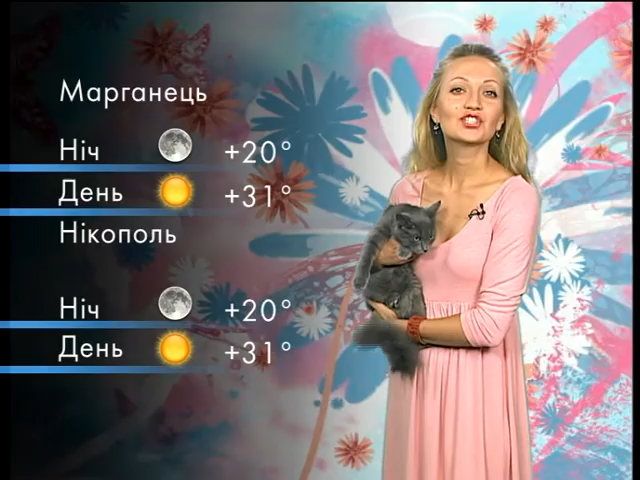 Марганець
Ніч +20°
День +31°
Нікополь
Ніч +20°
День +31°